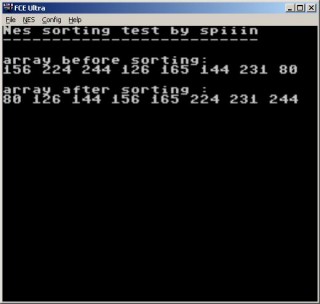 FCE Ultra
File NES Config Help
Nes sorting test by spiiin
--------------------------
array before sorting:
156 224 244 126 165 144 231 80
array after sorting :
80 126 144 156 165 224 231 244